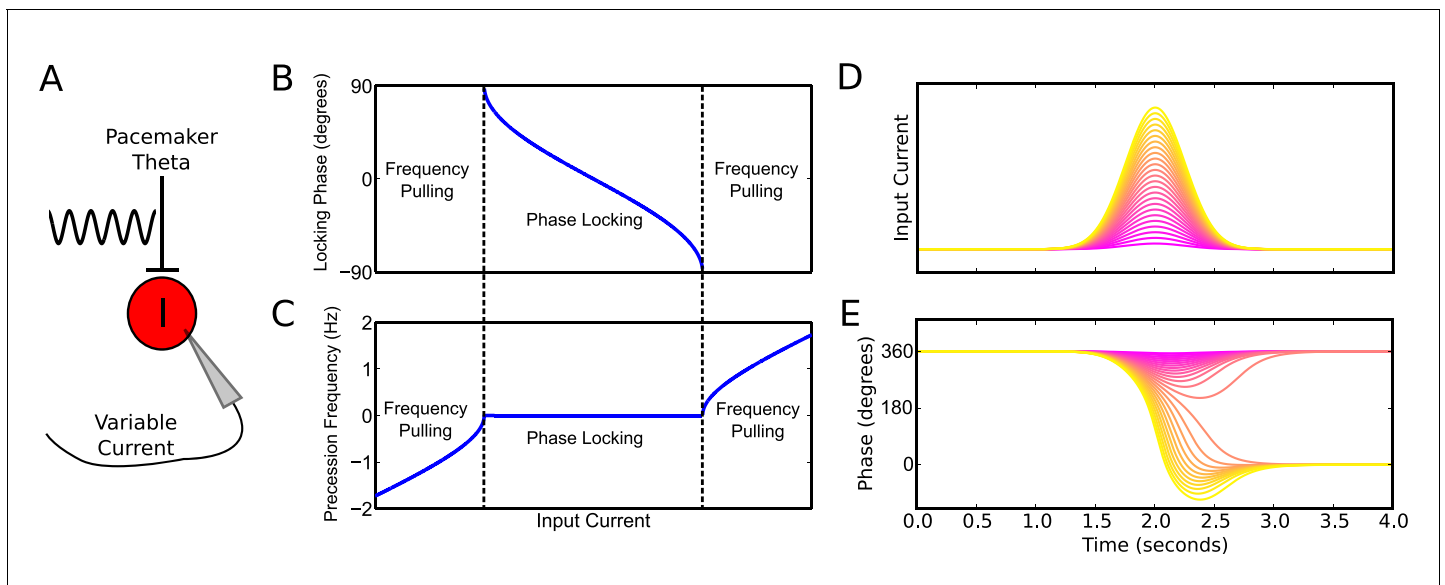 A
Pacemaker
Theta
I
Variable
Current
B
Locking Phase (degrees)
90
0
−90
Frequency
Pulling
Phase Locking
Frequency
Pulling
C
Precession Frequency (Hz)
2
1
0
−1
−2
Frequency
Pulling
Phase Locking
Frequency
Pulling
Input Current
D
Input Current
E
Phase (degrees)
360
180
0
0.0 0.5 1.0 1.5 2.0 2.5 3.0 3.5 4.0
Time (seconds)